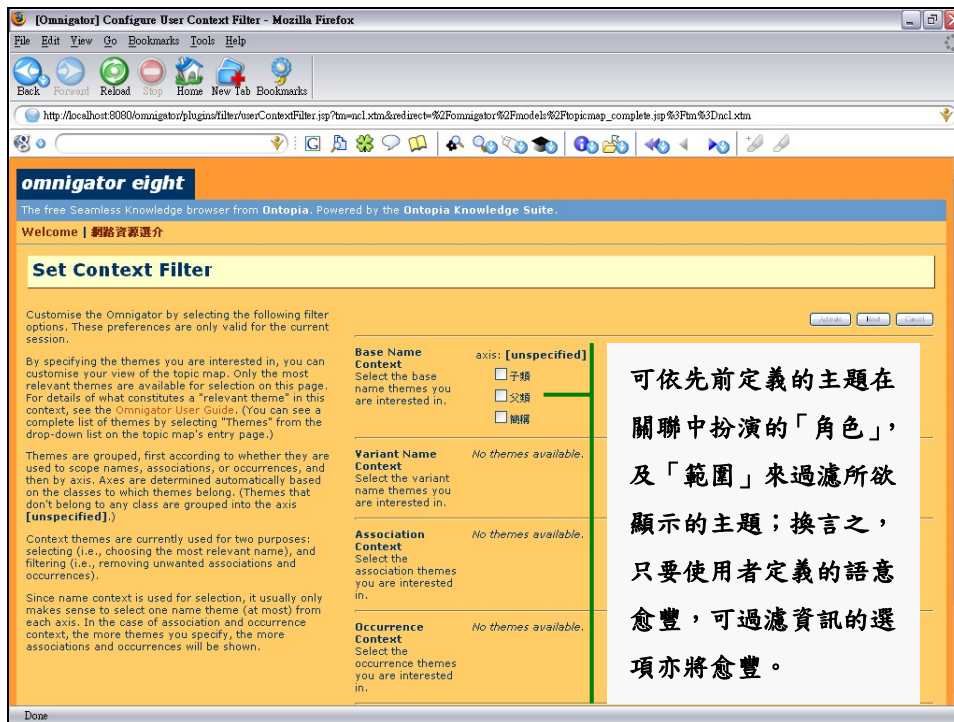 [Omnigator] Configure User Context Filter - Mozilla Firefox
File Edit View Go Bookmarks Tools Help
Back Forward Reload Stop Home New Tab Bookmarks
http://localhost:8080/omnigator/plugins/filter/userContextFilter.jsp?tm=ncl.xtm&redirect=%2Fomnigator%2Fmodels%2Ftopicmap_complete.jsp%3Ftm%3Dncl.xtm
omnigator eight
The free Seamless Knowledge browser from Ontopia. Powered by the Ontopia Knowledge Suite.
Welcome | 網路資源選介
Set Context Filter
Customise the Omnigator by selecting the following filter
options. These preferences are only valid for the current
session.
By specifying the themes you are interested in, you can
customise your view of the topic map. Only the most
relevant themes are available for selection on this page.
For details of what constitutes a "relevant theme" in this
context, see the Omnigator User Guide. (You can see a
complete list of themes by selecting "Themes" from the
drop-down list on the topic map's entry page.)
Themes are grouped, first according to whether they are
used to scope names, associations, or occurrences, and
then by axis. Axes are determined automatically based
on the classes to which themes belong. (Themes that
don't belong to any class are grouped into the axis
[unspecified].)
Context themes are currently used for two purposes:
selecting (i.e., choosing the most relevant name), and
filtering (i.e., removing unwanted associations and
occurrences).
Since name context is used for selection, it usually only
makes sense to select one name theme (at most) from
each axis. In the case of association and occurrence
context, the more themes you specify, the more
associations and occurrences will be shown.
Activate Reset Cancel
Base Name
Context
Select the base
name themes you
are interested in.
axis: [unspecified]
子類
父類
簡稱
Variant Name
Context
Select the variant
name themes you
are interested in.
No themes available.
Association
Context
Select the
association themes
you are interested
in.
No themes available.
Occurrence
Context
Select the
occurrence themes
you are interested
in.
No themes available.
可依先前定義的主題在
關聯中扮演的「角色」，
及「範圍」來過濾所欲
顯示的主題；換言之，
只要使用者定義的語意
愈豐，可過濾資訊的選
項亦將愈豐。
Done